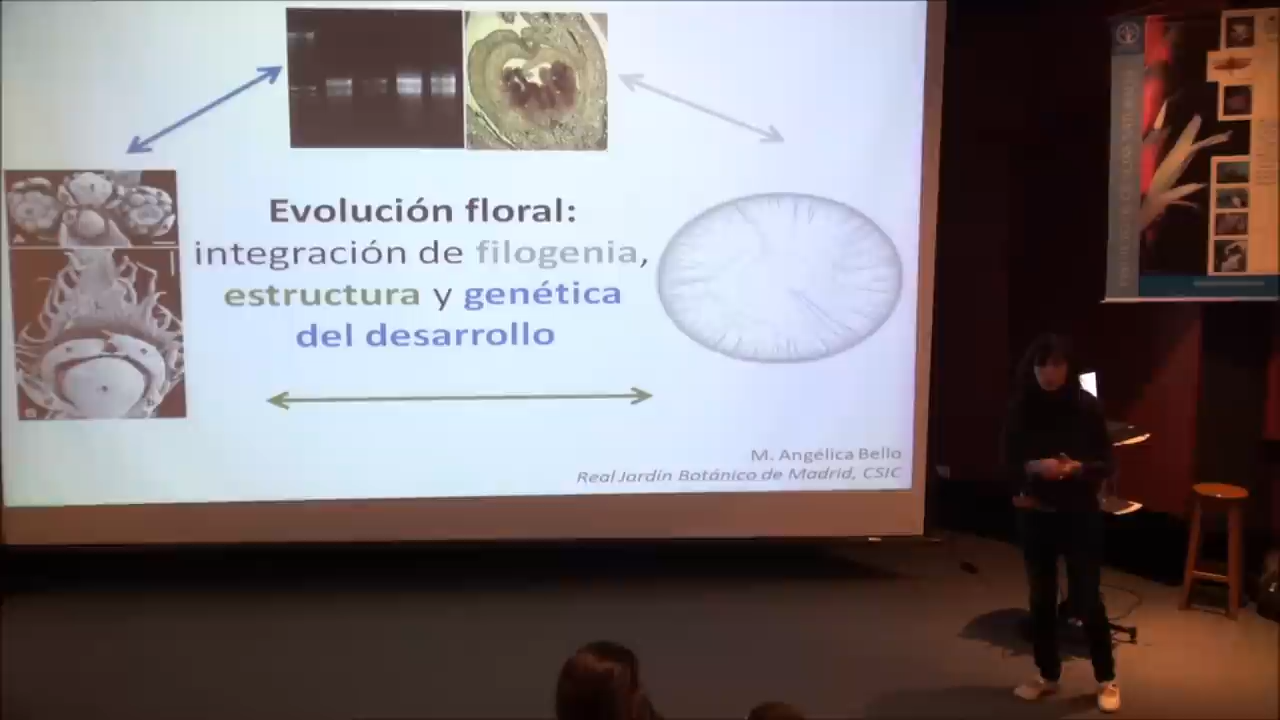 Evolución floral:
integración de filogenia,
estructura y genética
del desarrollo
M. Angélica Bello
Real Jardín Botánico de Madrid, CSIC